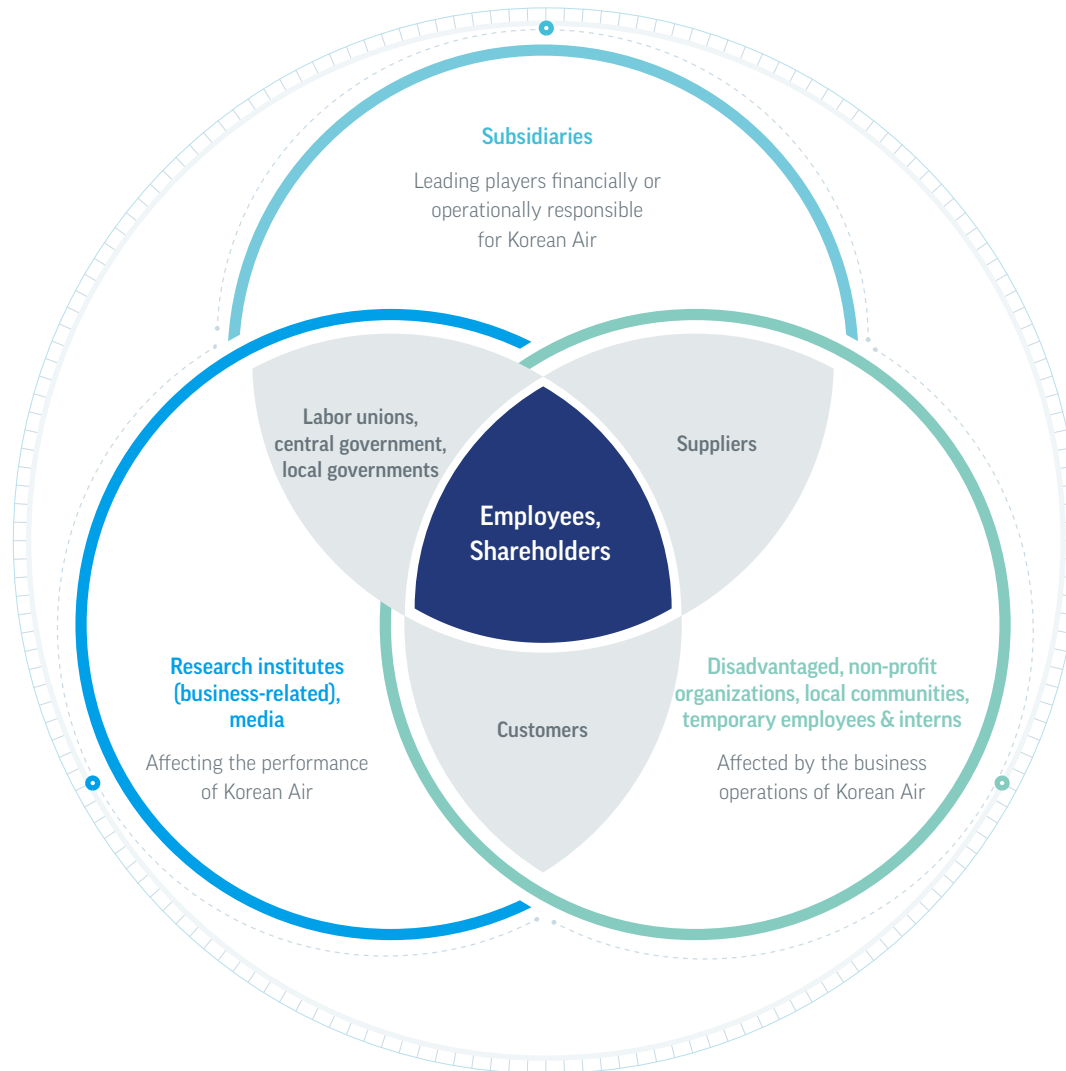 Subsidiaries
Leading players financially or
operationally responsible
for Korean Air
Labor unions,
central government,
local governments
Suppliers
Employees,
Shareholders
Research institutes
(business-related),
media
Affecting the performance
of Korean Air
Customers
Disadvantaged, non-profit
organizations, local communities,
temporary employees & interns
Affected by the business
operations of Korean Air